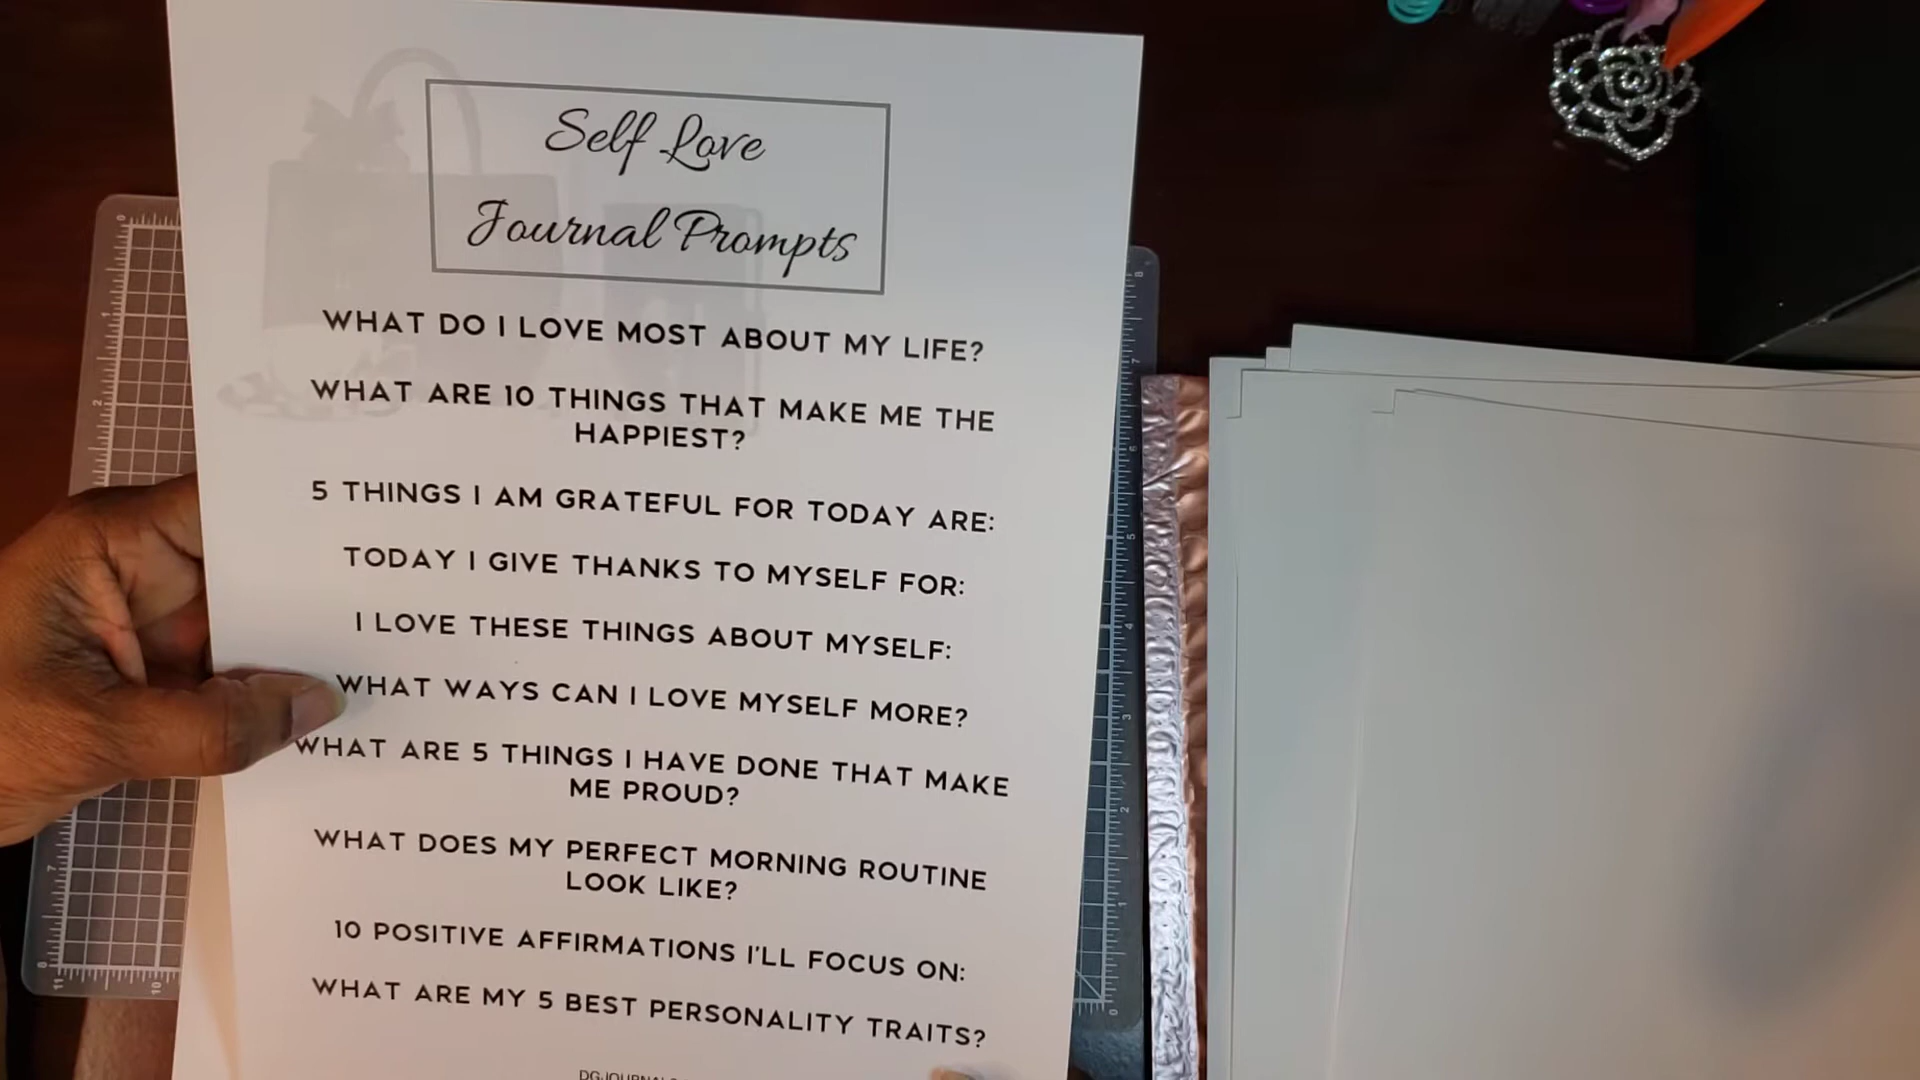 Self Love
Journal Prompts
WHAT DO I LOVE MOST ABOUT MY LIFE?
WHAT ARE 10 THINGS THAT MAKE ME THE
HAPPIEST?
5 THINGS I AM GRATEFUL FOR TODAY ARE:
TODAY I GIVE THANKS TO MYSELF FOR:
I LOVE THESE THINGS ABOUT MYSELF:
WHAT WAYS CAN I LOVE MYSELF MORE?
WHAT ARE 5 THINGS I HAVE DONE THAT MAKE
ME PROUD?
WHAT DOES MY PERFECT MORNING ROUTINE
LOOK LIKE?
10 POSITIVE AFFIRMATIONS I'LL FOCUS ON:
WHAT ARE MY 5 BEST PERSONALITY TRAITS?